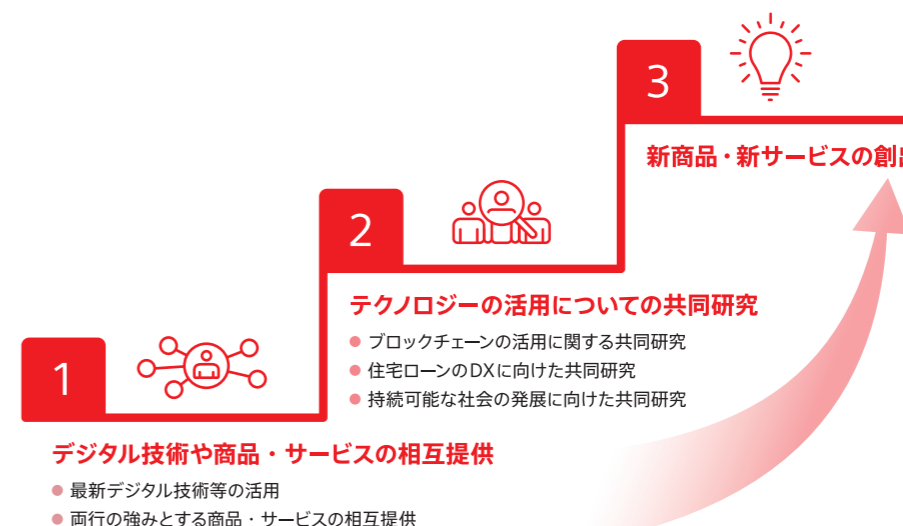 3
新商品・新サービスの創
2
テクノロジーの活用についての共同研究
● ブロックチェーンの活用に関する共同研究
● 住宅ローンのDXに向けた共同研究
● 持続可能な社会の発展に向けた共同研究
1
デジタル技術や商品・サービスの相互提供
● 最新デジタル技術等の活用
● 両行の強みとする商品・サービスの相互提供